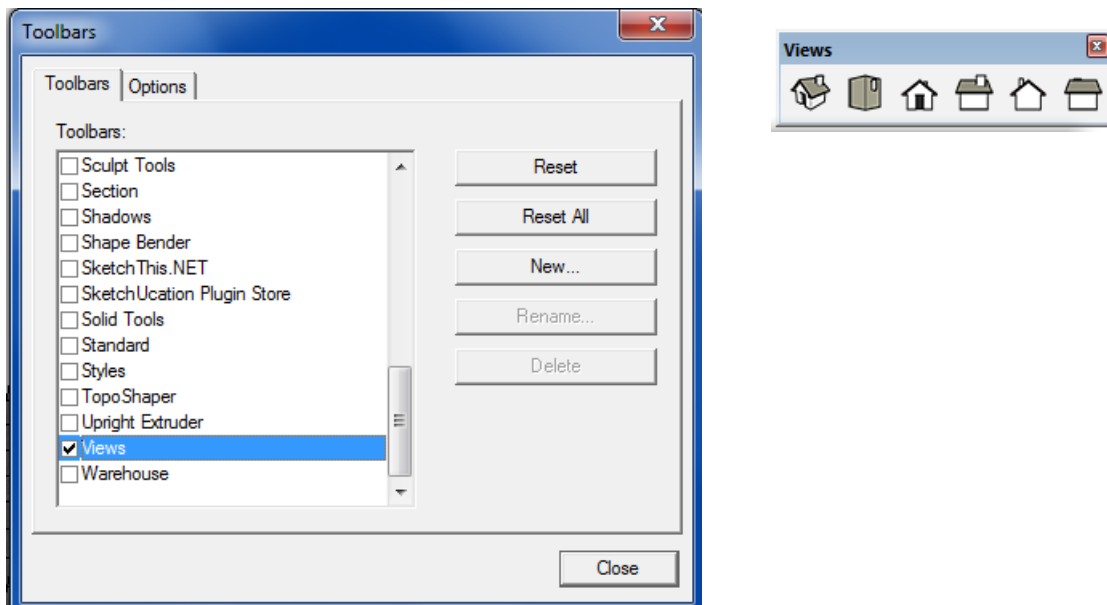 Toolbars
Toolbars Options
Toolbars:
Sculpt Tools
Section
Shadows
Shape Bender
SketchThis.NET
SketchUcation Plugin Store
Solid Tools
Standard
Styles
TopoShaper
Upright Extruder
Views
Warehouse
Reset
Reset All
New...
Rename...
Delete
Close
Views